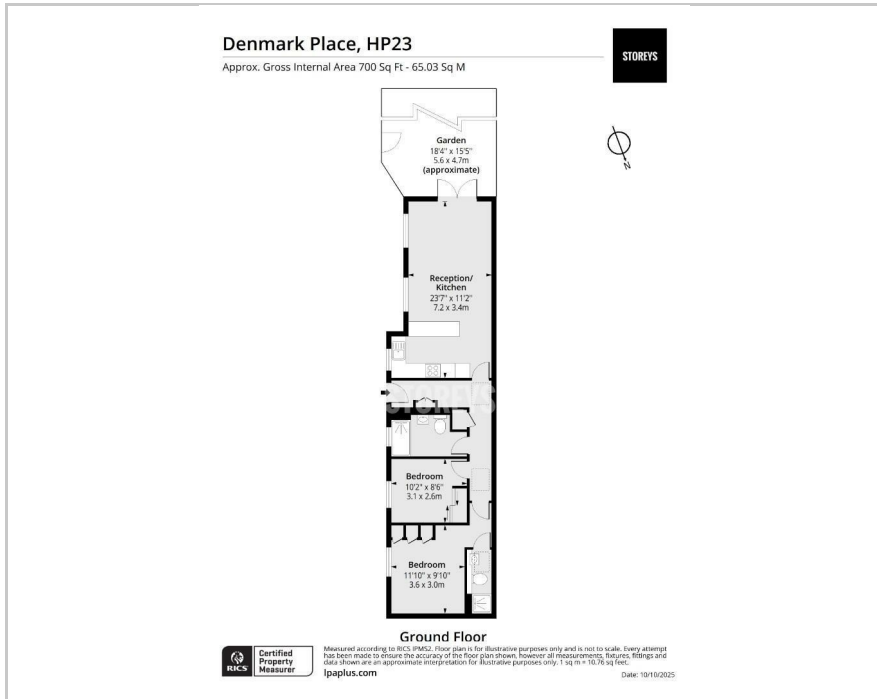 Denmark Place, HP23
Approx. Gross Internal Area 700 Sq Ft - 65.03 Sq M
STOREYS
Garden
18'4" x 15'5"
5.6 x 4.7m
(approximate)
N
Reception/
Kitchen
23'7" x 11'2"
7.2 x 3.4m
STOREYS
Bedroom
10'2" x 8'6"
3.1 x 2.6m
Bedroom
11'10" x 9'10"
3.6 x 3.0m
Ground Floor
RICS
Certified
Property
Measurer
Measured according to RICS IPMS2. Floor plan is for illustrative purposes only and is not to scale. Every attempt
has been made to ensure the accuracy of the floor plan shown, however all measurements, fixtures, fittings and
data shown are an approximate interpretation for illustrative purposes only. 1 sq m = 10.76 sq feet.
lpaplus.com
Date: 10/10/2025